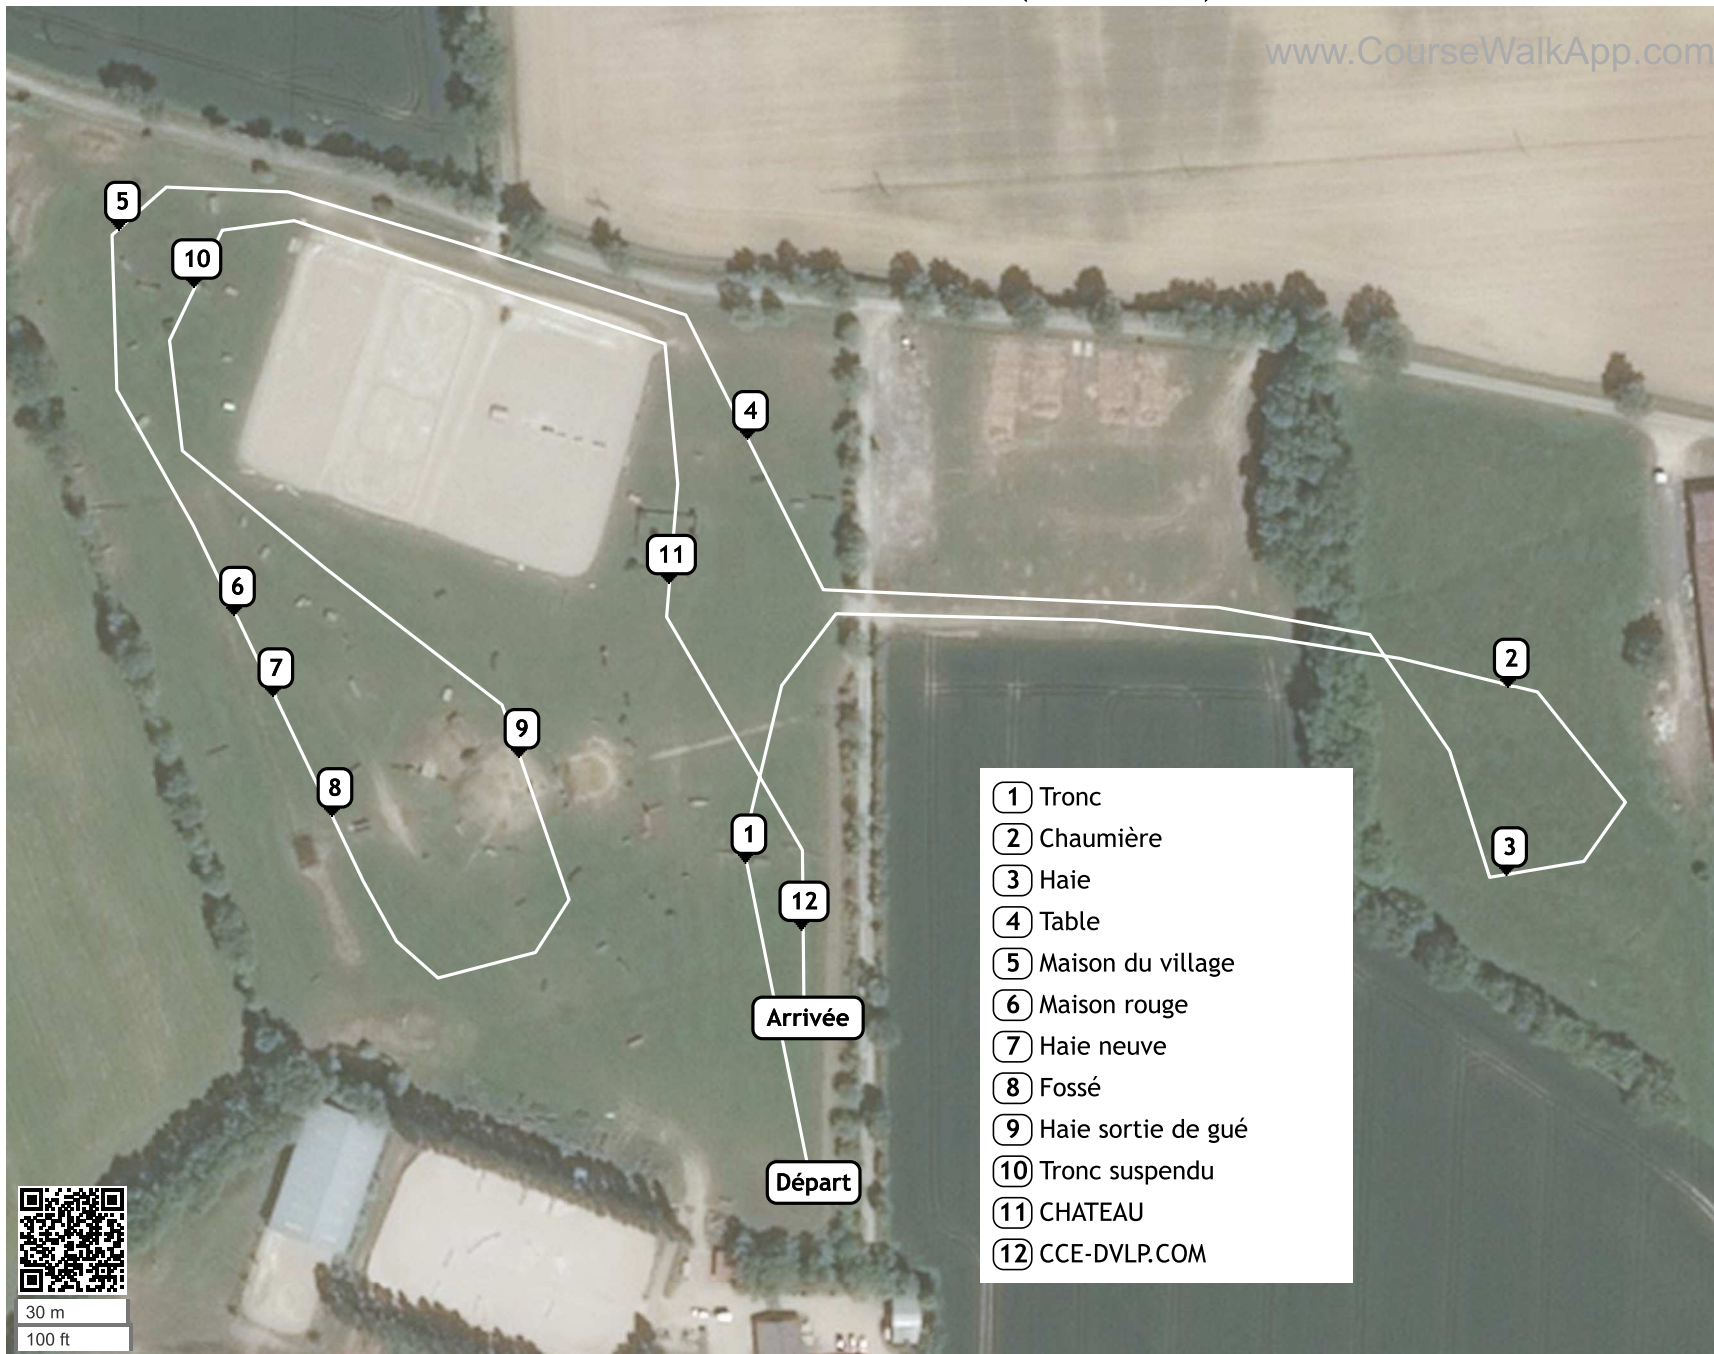 www.CourseWalkApp.com
5
10
4
11
6
2
7
9
8
1
3
12
Arrivée
Départ
1 Tronc
2 Chaumière
3 Haie
4 Table
5 Maison du village
6 Maison rouge
7 Haie neuve
8 Fossé
9 Haie sortie de gué
10 Tronc suspendu
11 CHATEAU
12 CCE-DVLP.COM
30 m
100 ft